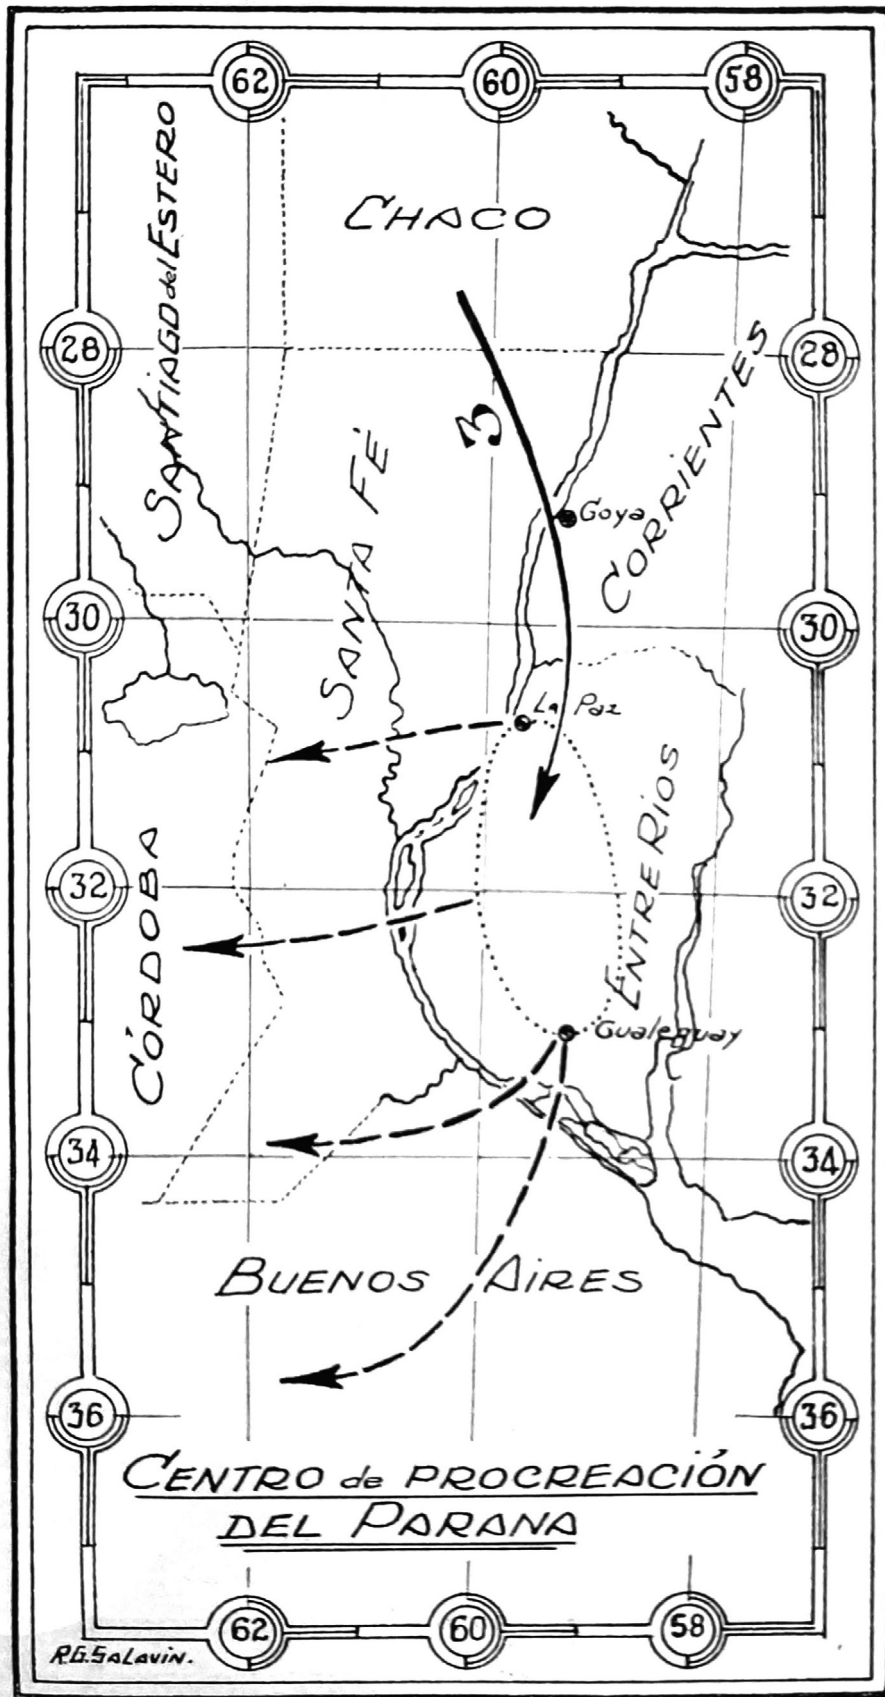 62 60 58
CHACO
SANTIAGO del ESTERO
28 28
3
SANTA FÉ
CORRIENTES
Goya
30 30
La Paz
ENTRE RIOS
CÓRDOBA
32 32
Gualeguay
34 34
BUENOS AIRES
36 36
CENTRO de PROCREACIÓN
DEL PARANA
62 60 58
R.G. SALAVIN.